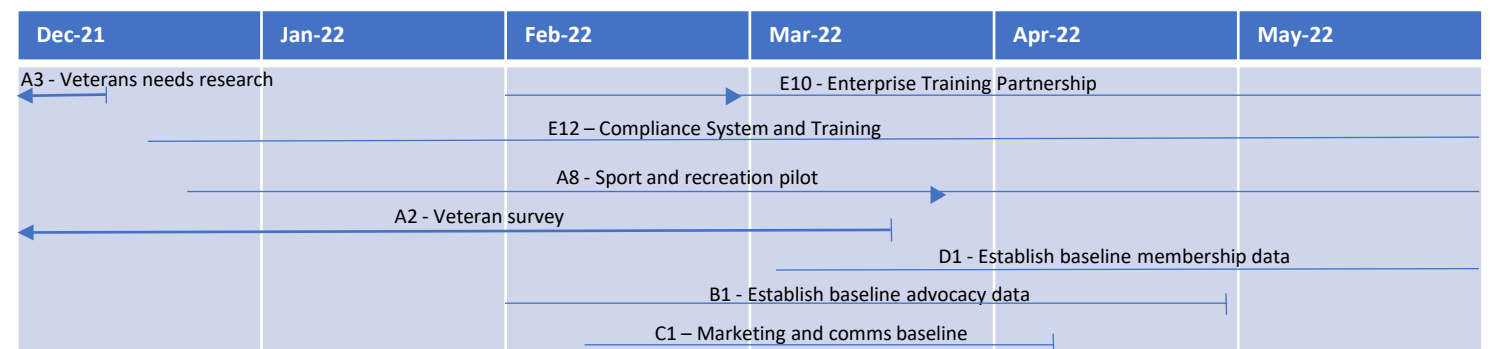 Dec-21 Jan-22 Feb-22 Mar-22 Apr-22 May-22
A3 - Veterans needs research
E10 - Enterprise Training Partnership
E12 – Compliance System and Training
A8 - Sport and recreation pilot
A2 - Veteran survey
D1 - Establish baseline membership data
B1 - Establish baseline advocacy data
C1 – Marketing and comms baseline